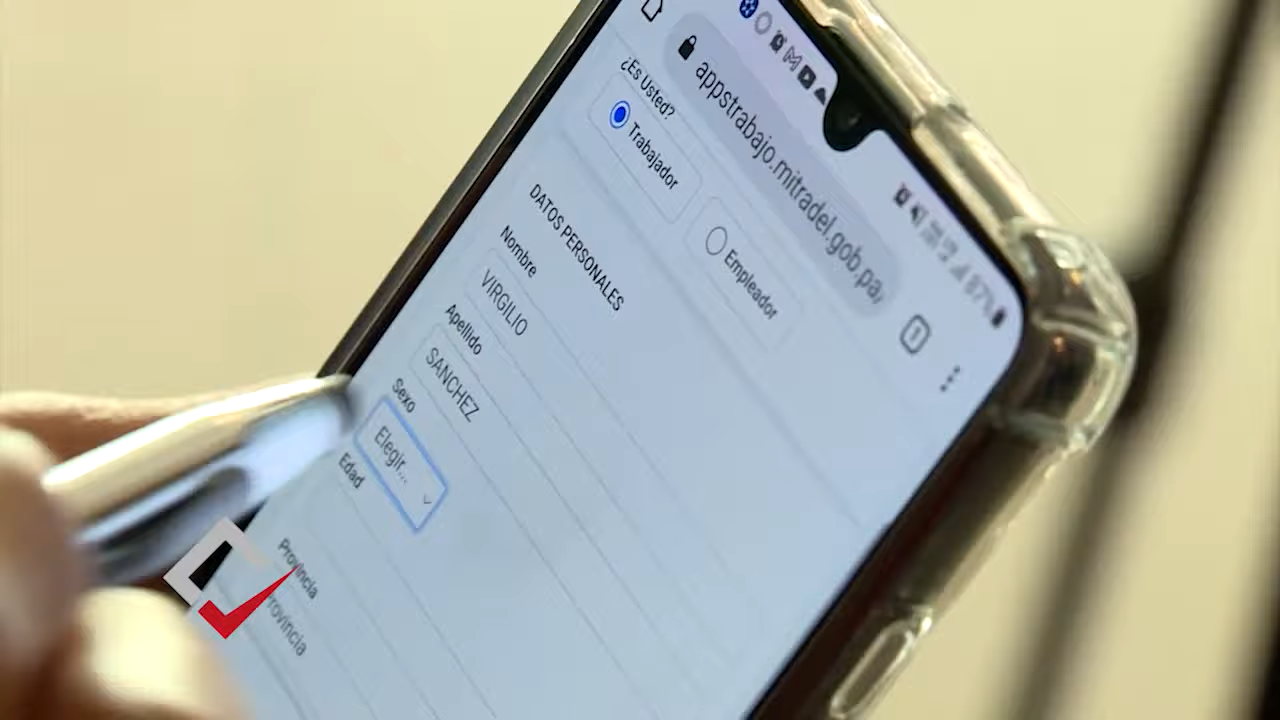 appstrabajo.mitradel.gob.pa/
¿Es Usted?
Trabajador
Empleador
DATOS PERSONALES
Nombre
VIRGILIO
Apellido
SANCHEZ
Sexo
Elegir...
Edad
Provincia
Provincia